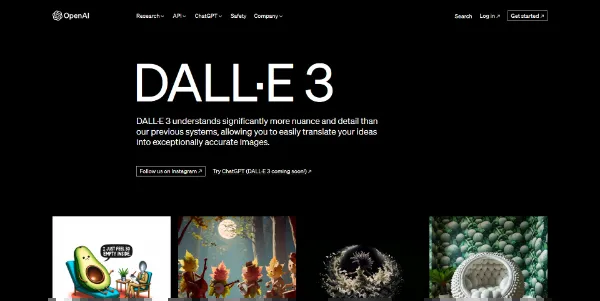 OpenAI Research API ChatGPT Safety Company Search Log in ↗ Get started ↗
DALL·E 3
DALL·E 3 understands significantly more nuance and detail than
our previous systems, allowing you to easily translate your ideas
into exceptionally accurate images.
Follow us on Instagram ↗ Try ChatGPT (DALL·E 3 coming soon!) ↗
I JUST FEEL SO
EMPTY INSIDE.